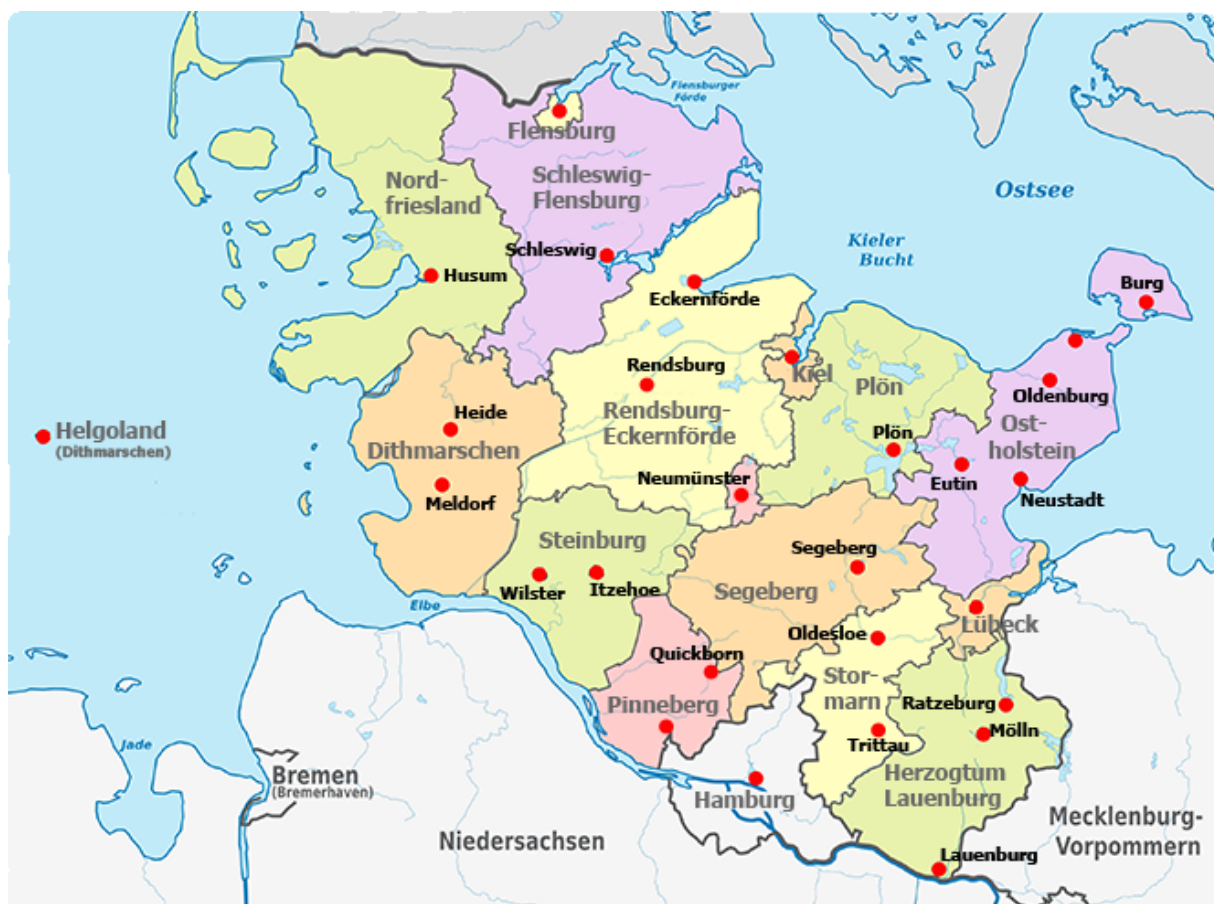 Flensburger
Förde
Flensburg
Nord-
friesland
Schleswig-
Flensburg
Ostsee
Schleswig
Kieler
Bucht
Husum
Burg
Eckernförde
Rendsburg
Kiel
Plön
Oldenburg
Heide
Rendsburg-
Eckernförde
Ost-
holstein
Helgoland
(Dithmarschen)
Dithmarschen
Plön
Neumünster
Eutin
Meldorf
Neustadt
Steinburg
Segeberg
Wilster
Itzehoe
Segeberg
Elbe
Oldesloe
Lübeck
Quickborn
Stor-
marn
Pinneberg
Ratzeburg
Mölln
Jade
Trittau
Bremen
(Bremerhaven)
Herzogtum
Lauenburg
Hamburg
Niedersachsen
Mecklenburg-
Vorpommern
Lauenburg